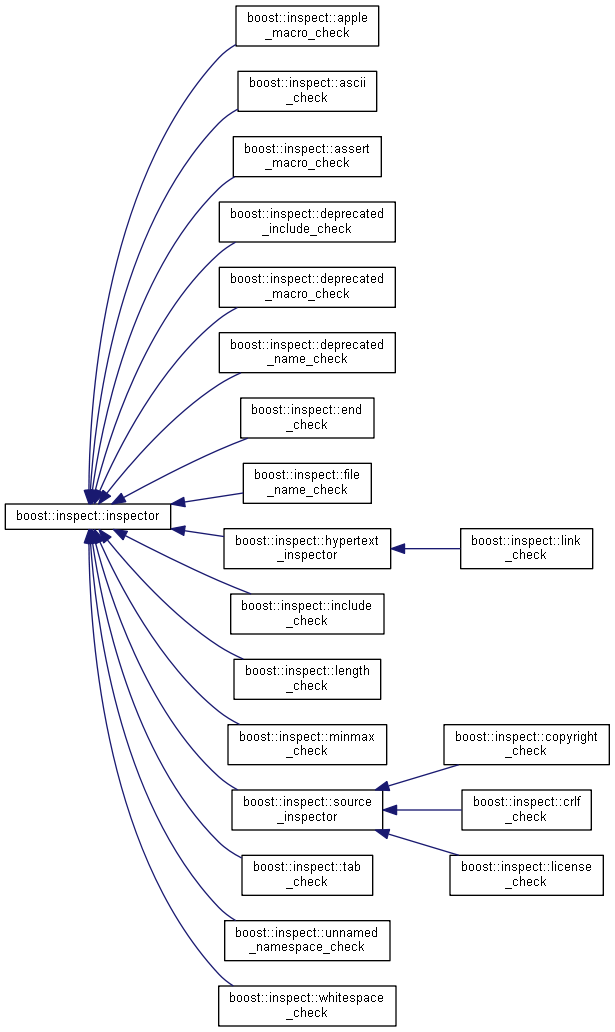 boost::inspect::apple
_macro_check
boost::inspect::ascii
_check
boost::inspect::assert
_macro_check
boost::inspect::deprecated
_include_check
boost::inspect::deprecated
_macro_check
boost::inspect::deprecated
_name_check
boost::inspect::end
_check
boost::inspect::file
_name_check
boost::inspect::inspector
boost::inspect::hypertext
_inspector
boost::inspect::link
_check
boost::inspect::include
_check
boost::inspect::length
_check
boost::inspect::minmax
_check
boost::inspect::copyright
_check
boost::inspect::source
_inspector
boost::inspect::crlf
_check
boost::inspect::tab
_check
boost::inspect::license
_check
boost::inspect::unnamed
_namespace_check
boost::inspect::whitespace
_check